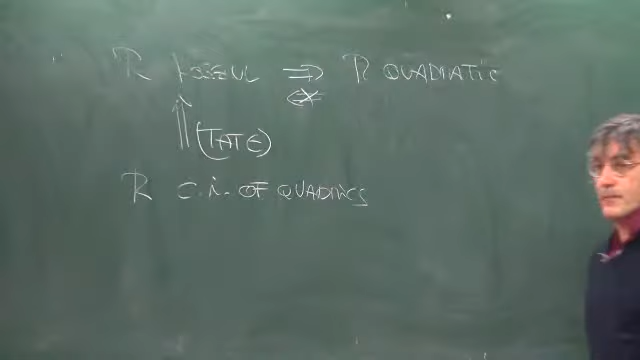 R KOSZUL ⇒ R QUADRATIC
⇍
⇑ (TATE)
R C.I. OF QUADRICS